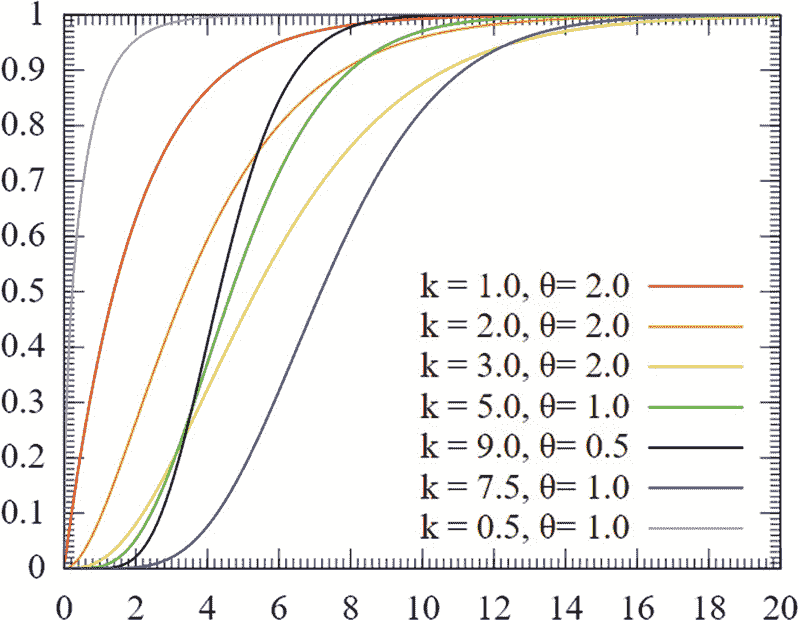 1
0.9
0.8
0.7
0.6
0.5
0.4
0.3
0.2
0.1
0
0 2 4 6 8 10 12 14 16 18 20
k = 1.0, θ= 2.0
k = 2.0, θ= 2.0
k = 3.0, θ= 2.0
k = 5.0, θ= 1.0
k = 9.0, θ= 0.5
k = 7.5, θ= 1.0
k = 0.5, θ= 1.0